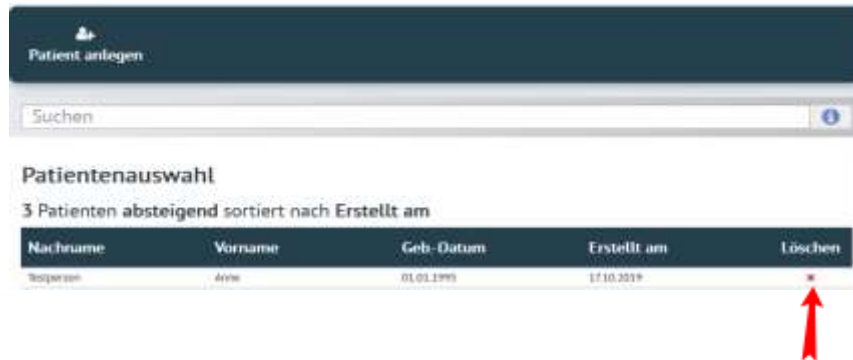 Patient anlegen
Suchen
Patientenauswahl
3 Patienten absteigend sortiert nach Erstellt am
Nachname Vorname Geb-Datum Erstellt am Löschen
Testperson Anne 01.01.1995 17.10.2019